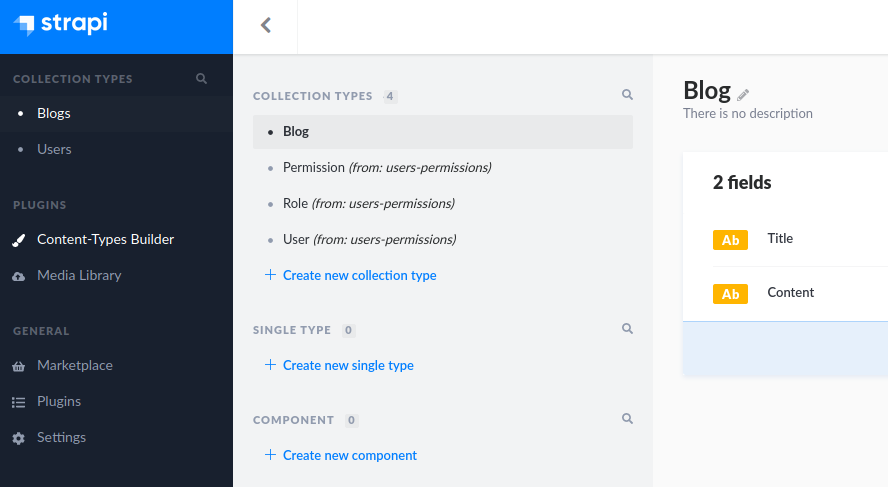 strapi
COLLECTION TYPES
Blogs
Users
PLUGINS
Content-Types Builder
Media Library
GENERAL
Marketplace
Plugins
Settings
COLLECTION TYPES 4
Blog
Permission (from: users-permissions)
Role (from: users-permissions)
User (from: users-permissions)
Create new collection type
SINGLE TYPE 0
Create new single type
COMPONENT 0
Create new component
Blog
There is no description
2 fields
Ab Title
Ab Content